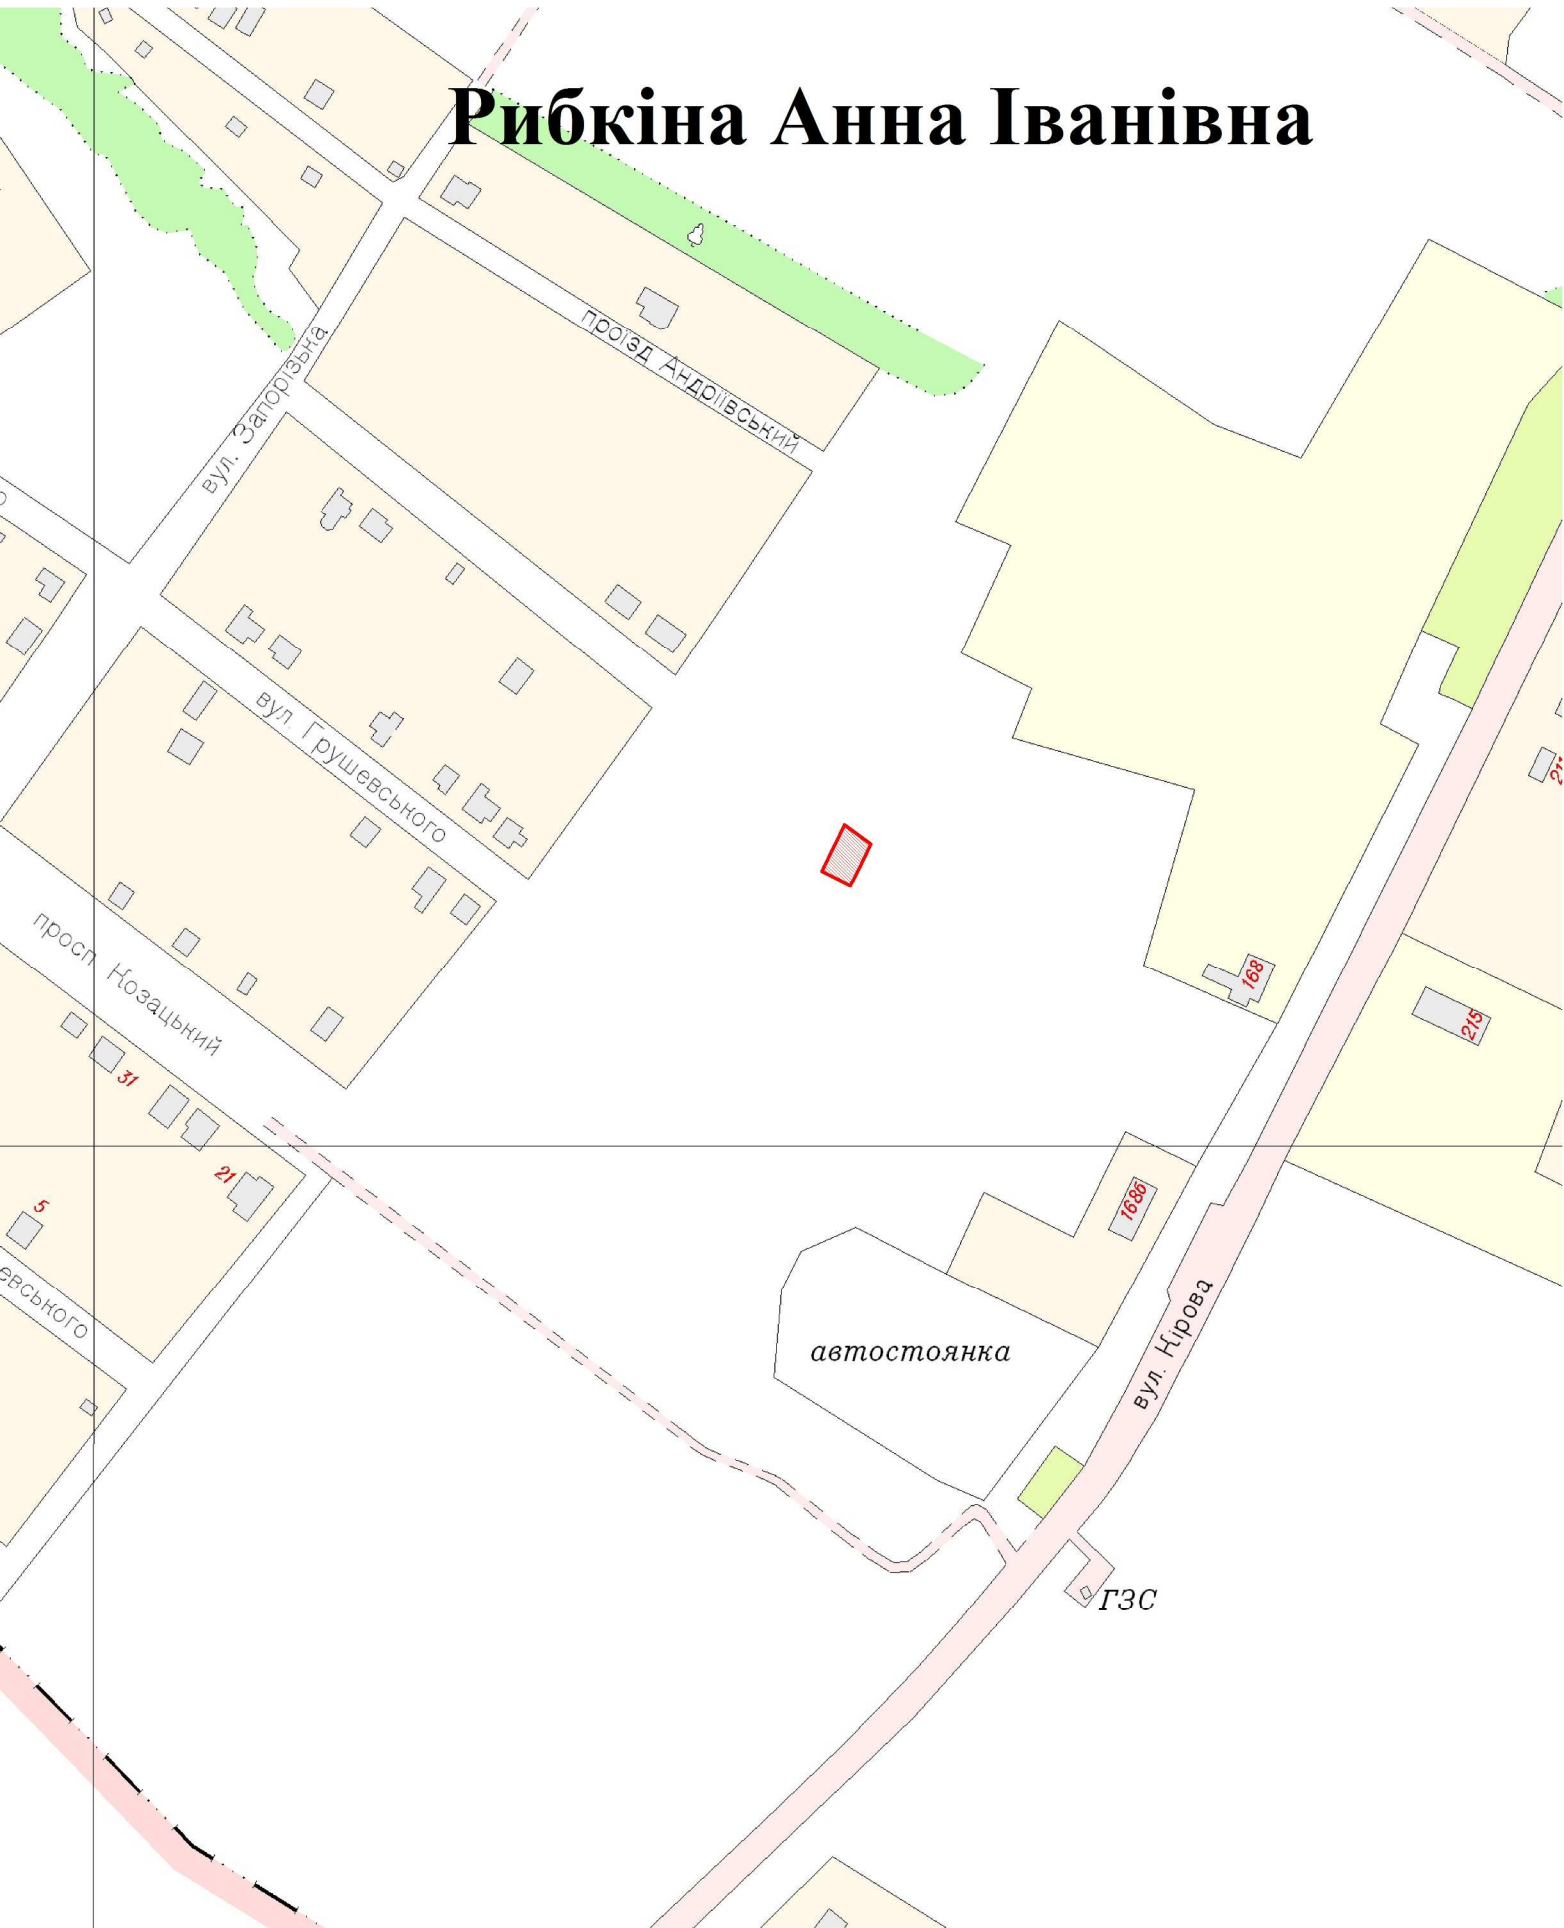 Рибкіна Анна Іванівна
проїзд Андріївський
вул. Запорізька
вул. Грушевського
просп Козацький
31
21
5
евського
168
215
211
168б
автостоянка
вул. Кірова
ГЗС